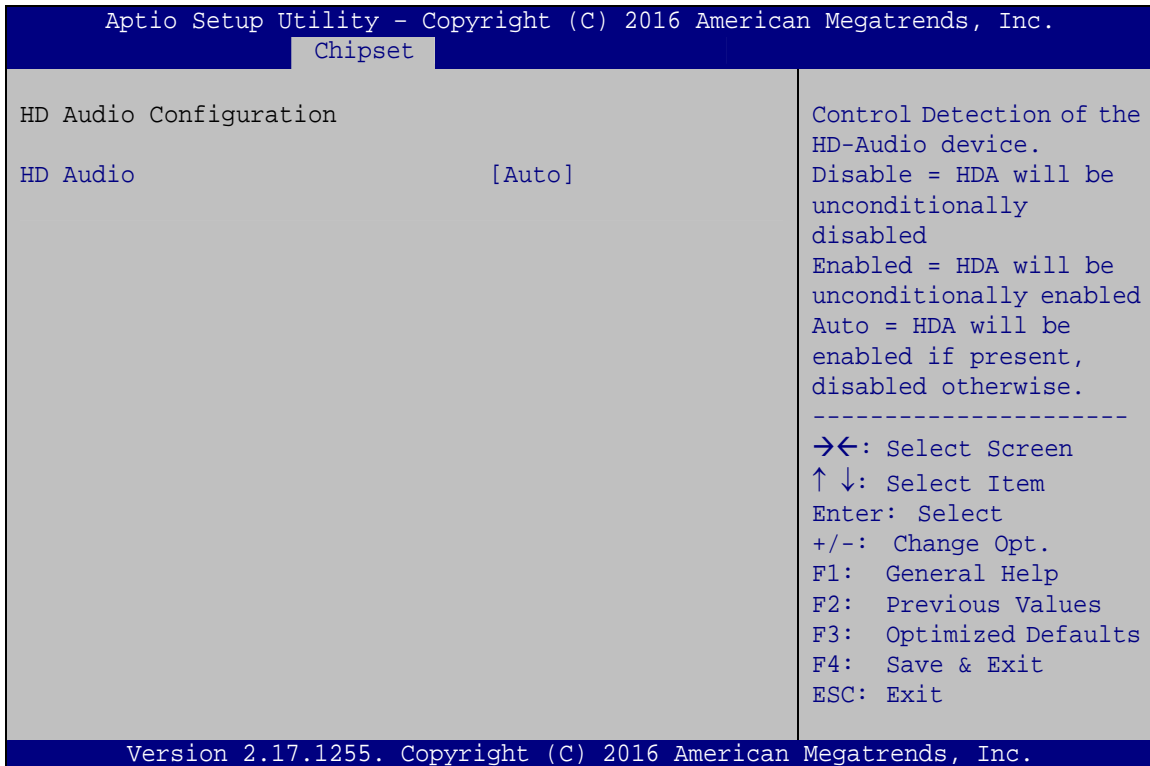 Aptio Setup Utility – Copyright (C) 2016 American Megatrends, Inc.
Chipset
HD Audio Configuration
HD Audio [Auto]
Control Detection of the
HD-Audio device.
Disable = HDA will be
unconditionally
disabled
Enabled = HDA will be
unconditionally enabled
Auto = HDA will be
enabled if present,
disabled otherwise.
----------------------
→←: Select Screen
↑ ↓: Select Item
Enter: Select
+/-: Change Opt.
F1: General Help
F2: Previous Values
F3: Optimized Defaults
F4: Save & Exit
ESC: Exit
Version 2.17.1255. Copyright (C) 2016 American Megatrends, Inc.